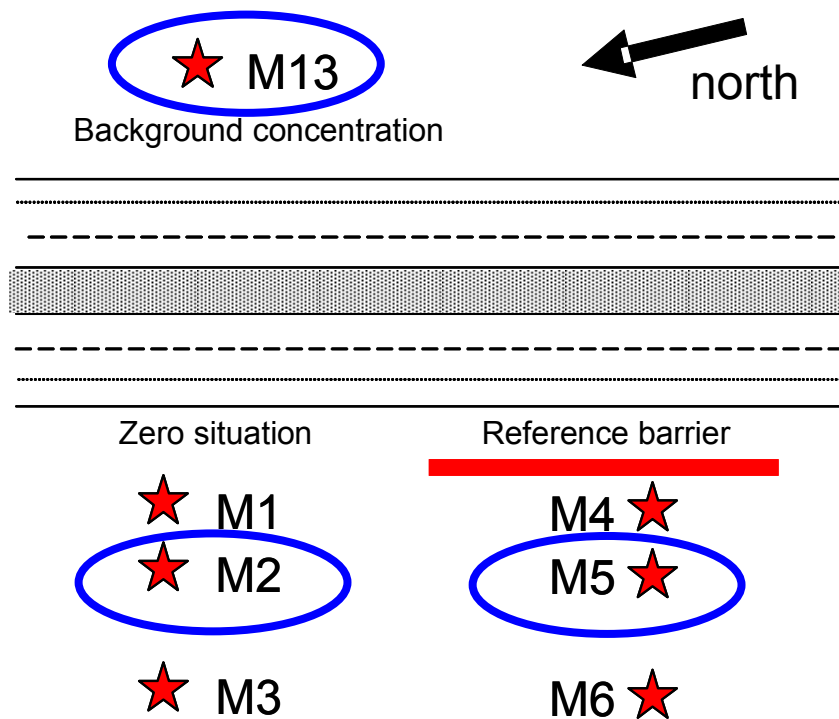 M13
north
Background concentration
Zero situation
Reference barrier
M1
M4
M2
M5
M3
M6